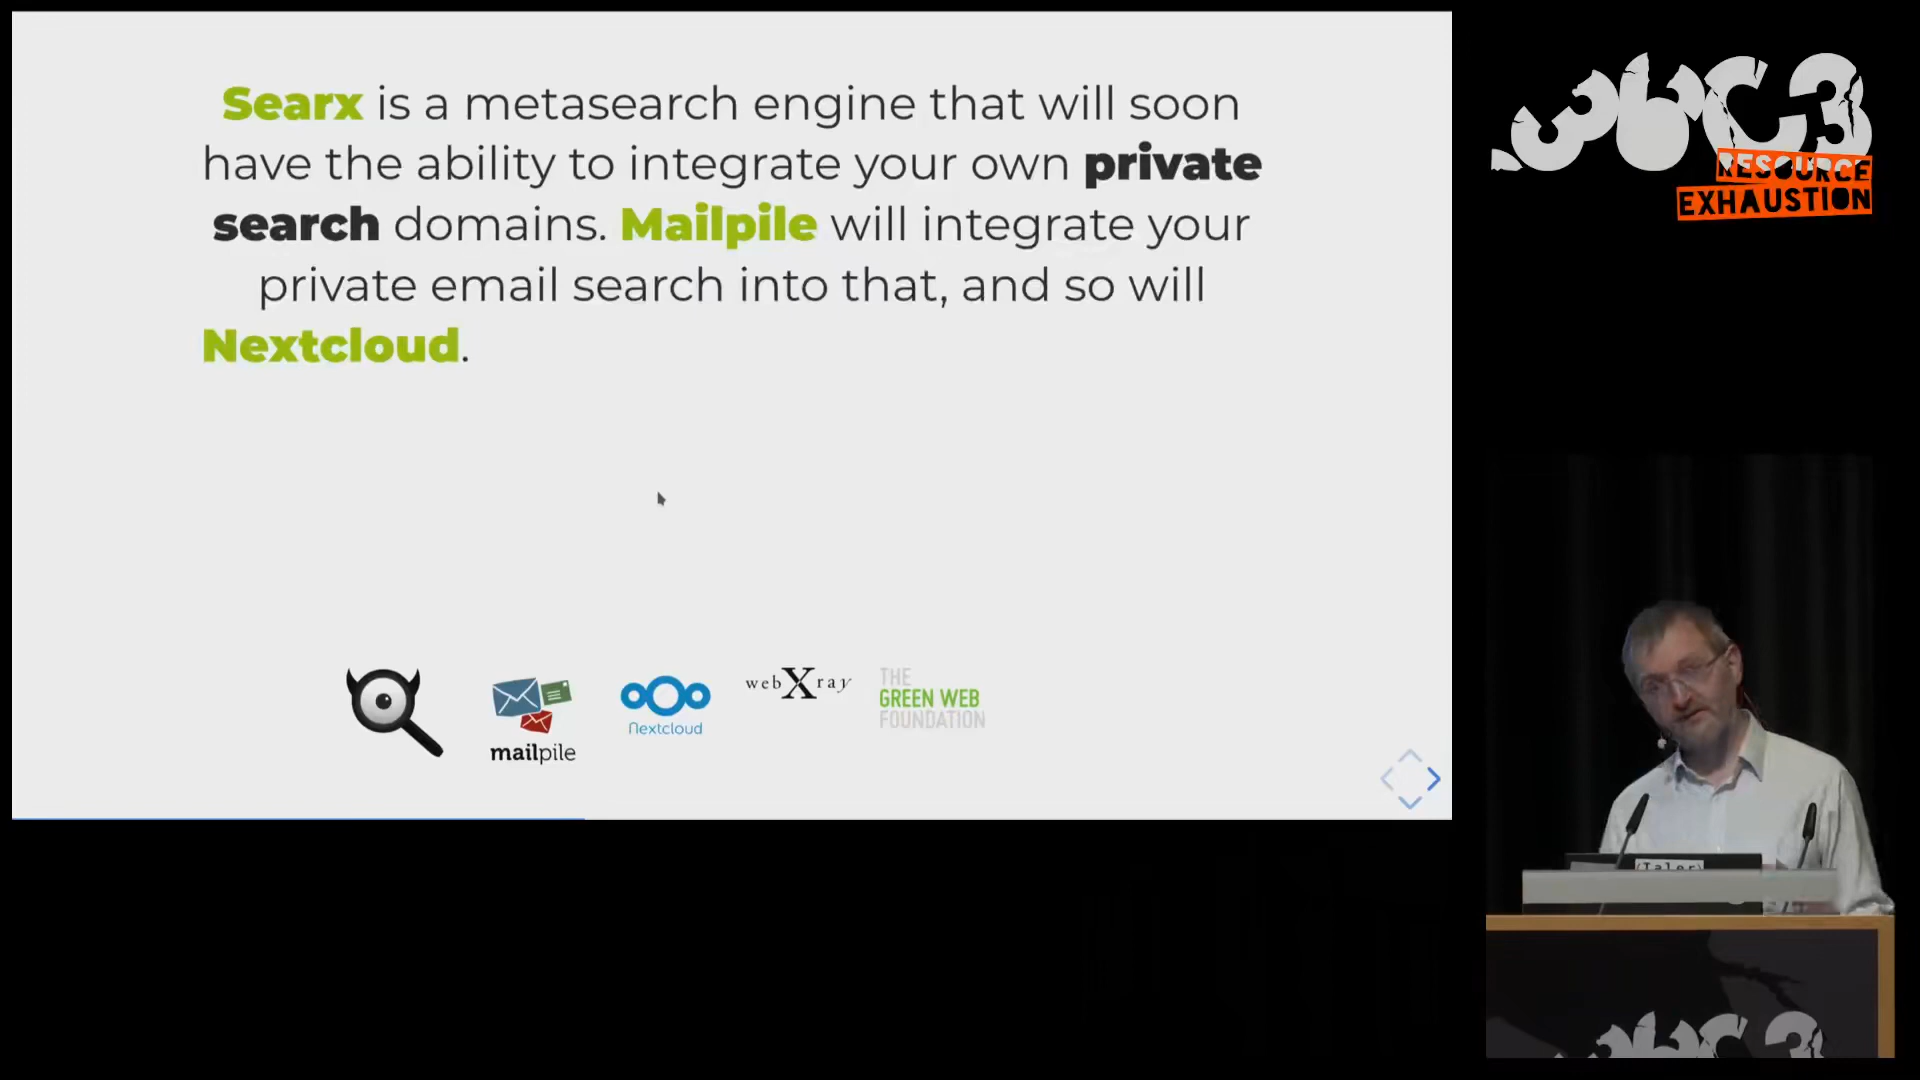 Searx is a metasearch engine that will soon
have the ability to integrate your own private
search domains. Mailpile will integrate your
private email search into that, and so will
Nextcloud.
mailpile
Nextcloud
webXray
THE
GREEN WEB
FOUNDATION
36C3
RESOURCE
EXHAUSTION
Taler
36C3